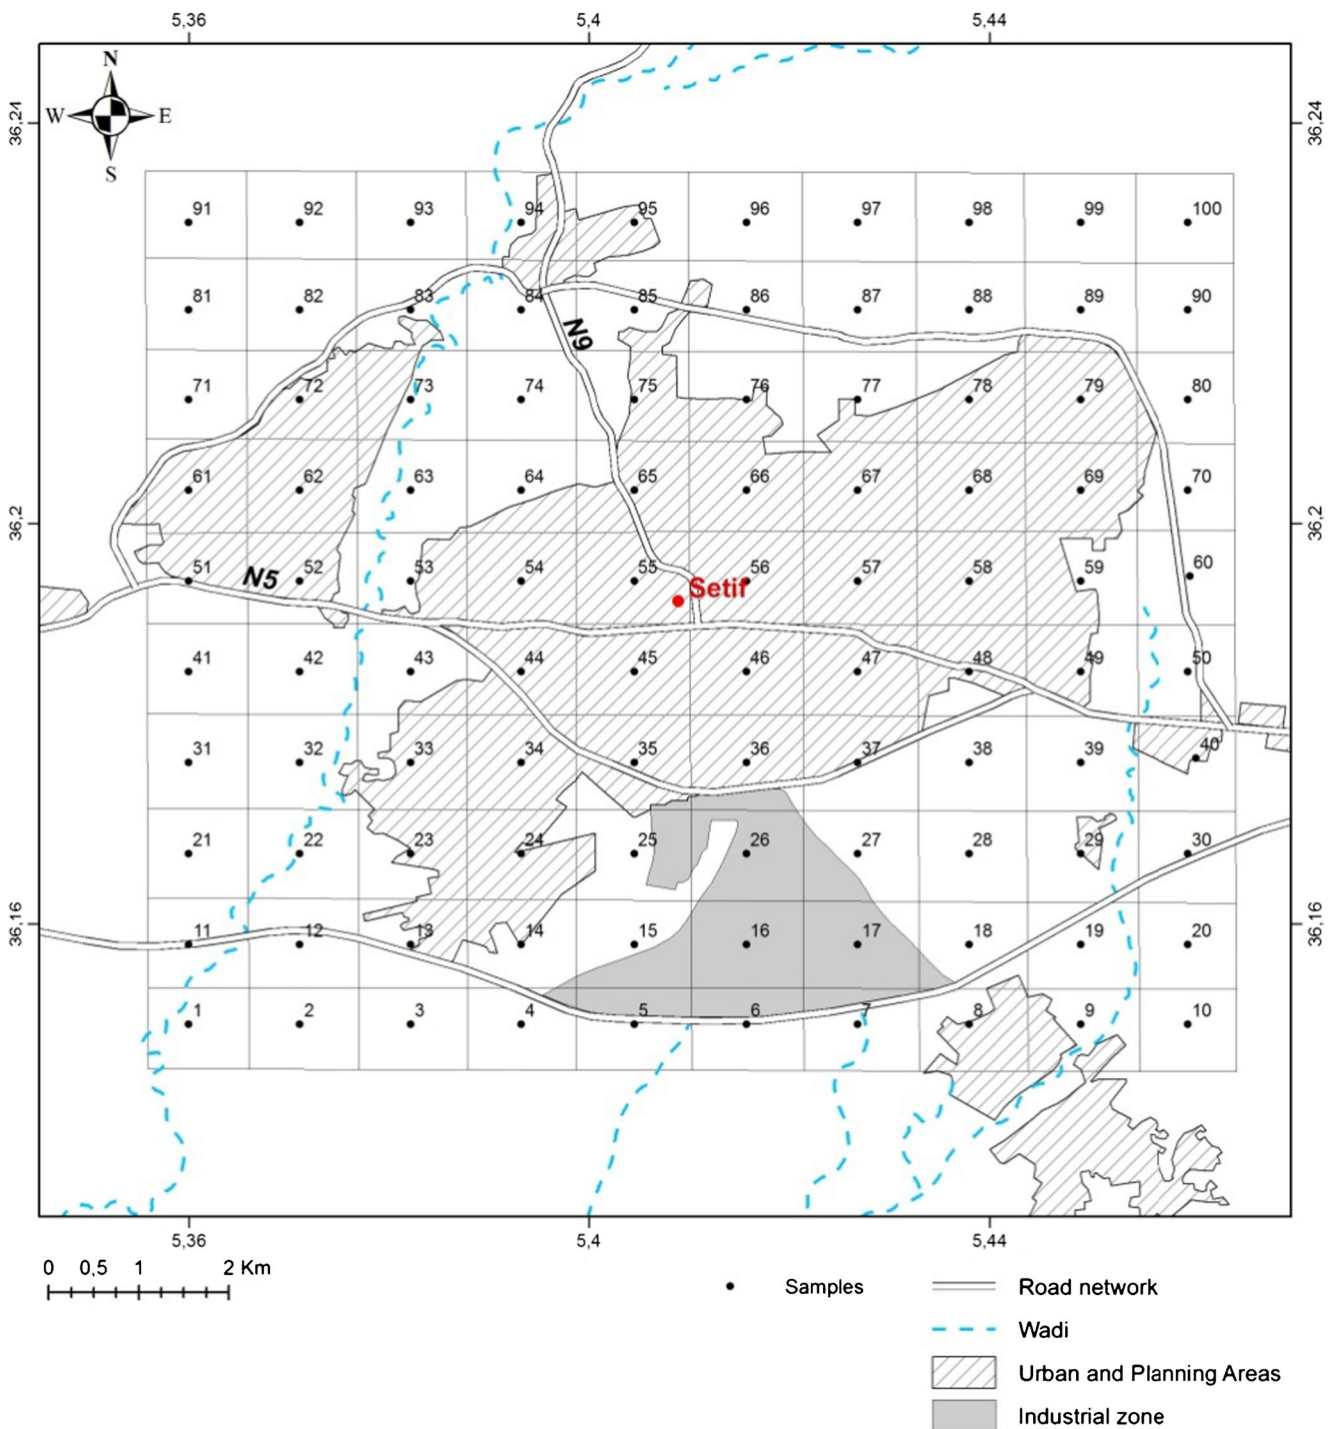 5,36 5,4 5,44
N
W E
S
36,24 36,24
91 92 93 94 95 96 97 98 99 100
81 82 83 84 85 86 87 88 89 90
N9
71 72 73 74 75 76 77 78 79 80
61 62 63 64 65 66 67 68 69 70
36,2 36,2
51 52 53 54 55 56 57 58 59 60
N5
Setif
41 42 43 44 45 46 47 48 49 50
31 32 33 34 35 36 37 38 39 40
21 22 23 24 25 26 27 28 29 30
36,16 36,16
11 12 13 14 15 16 17 18 19 20
1 2 3 4 5 6 7 8 9 10
5,36 5,4 5,44
0 0,5 1 2 Km
Samples
Road network
Wadi
Urban and Planning Areas
Industrial zone